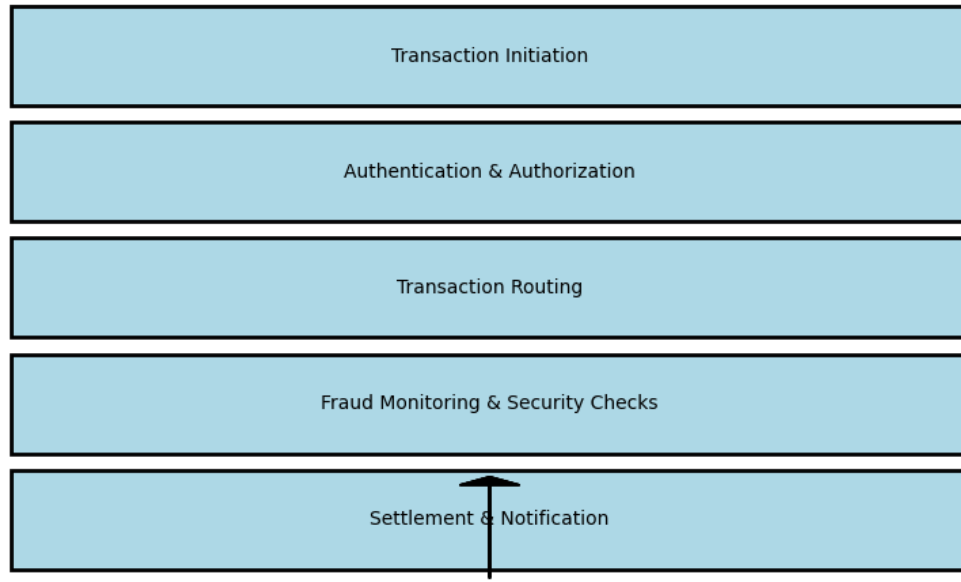 Transaction Initiation
Authentication & Authorization
Transaction Routing
Fraud Monitoring & Security Checks
Settlement & Notification